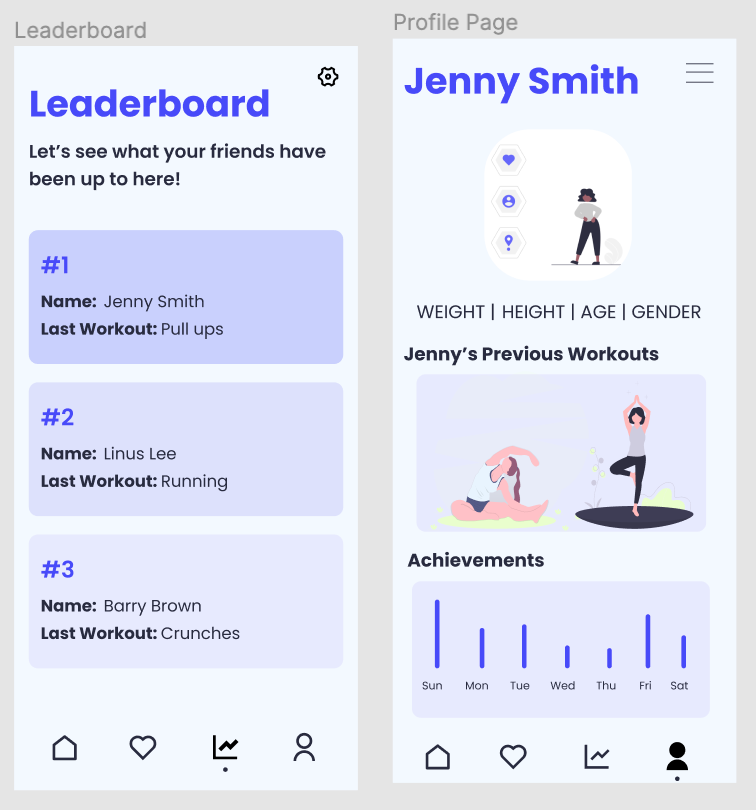 Leaderboard
Leaderboard
Let's see what your friends have
been up to here!
#1
Name: Jenny Smith
Last Workout: Pull ups
#2
Name: Linus Lee
Last Workout: Running
#3
Name: Barry Brown
Last Workout: Crunches
Profile Page
Jenny Smith
WEIGHT | HEIGHT | AGE | GENDER
Jenny's Previous Workouts
Achievements
Sun Mon Tue Wed Thu Fri Sat